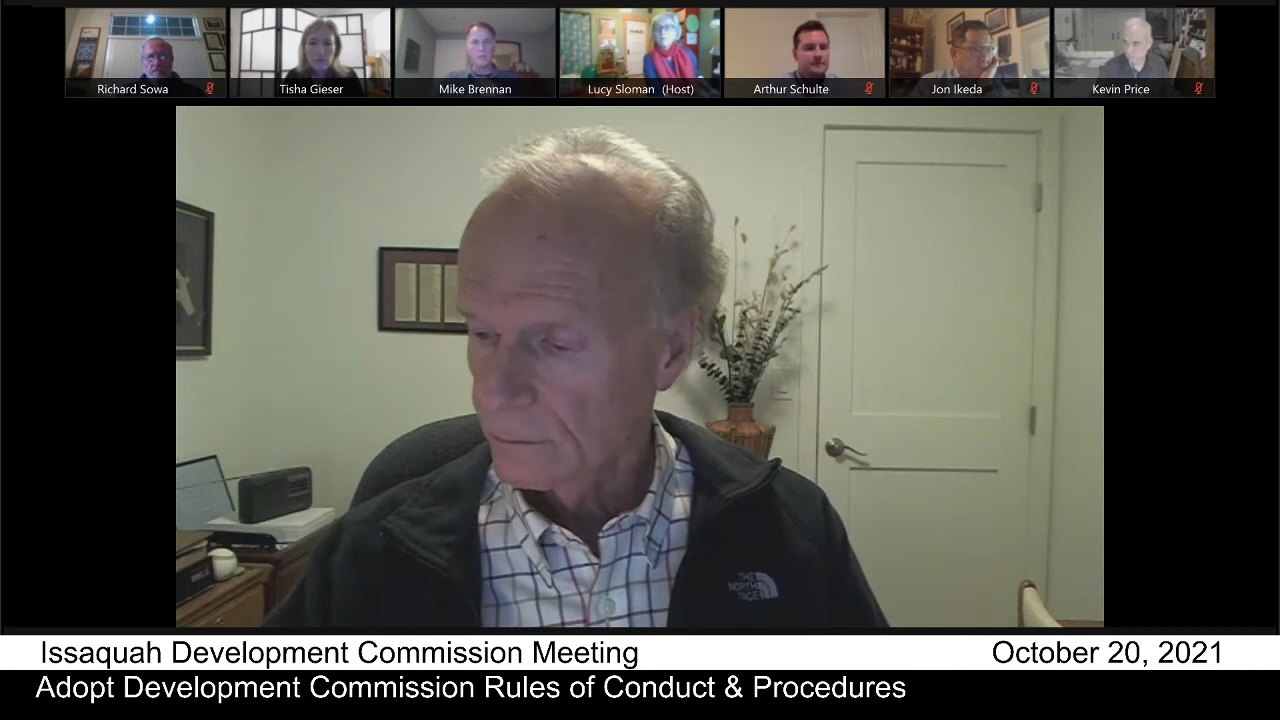 Richard Sowa
Tisha Gieser
Mike Brennan
Lucy Sloman (Host)
Arthur Schulte
Jon Ikeda
Kevin Price
THE
NORTH
FACE
Issaquah Development Commission Meeting
October 20, 2021
Adopt Development Commission Rules of Conduct & Procedures